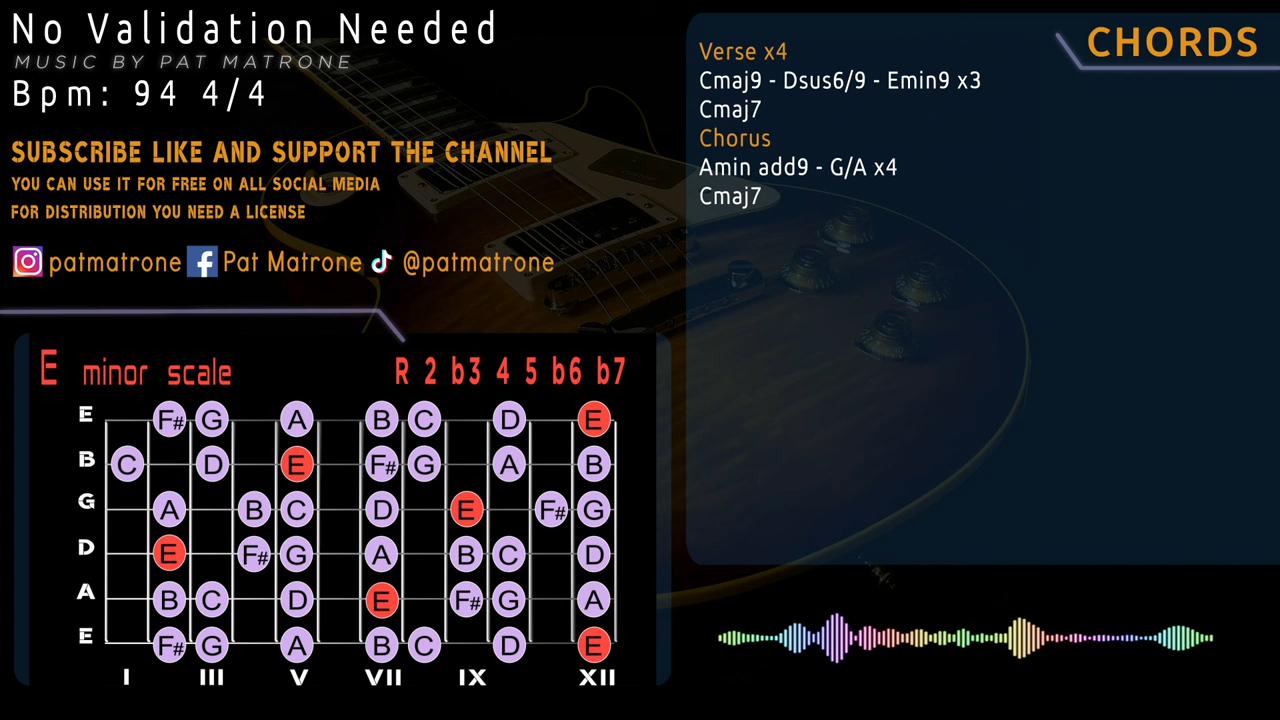 No Validation Needed
MUSIC BY PAT MATRONE
Bpm: 94 4/4
SUBSCRIBE LIKE AND SUPPORT THE CHANNEL
YOU CAN USE IT FOR FREE ON ALL SOCIAL MEDIA
FOR DISTRIBUTION YOU NEED A LICENSE
patmatrone Pat Matrone @patmatrone
CHORDS
Verse x4
Cmaj9 - Dsus6/9 - Emin9 x3
Cmaj7
Chorus
Amin add9 - G/A x4
Cmaj7
E minor scale R 2 b3 4 5 b6 b7
E F# G A B C D E
B C D E F# G A B
G A B C D E F# G
D E F# G A B C D
A B C D E F# G A
E F# G A B C D E
I III V VII IX XII